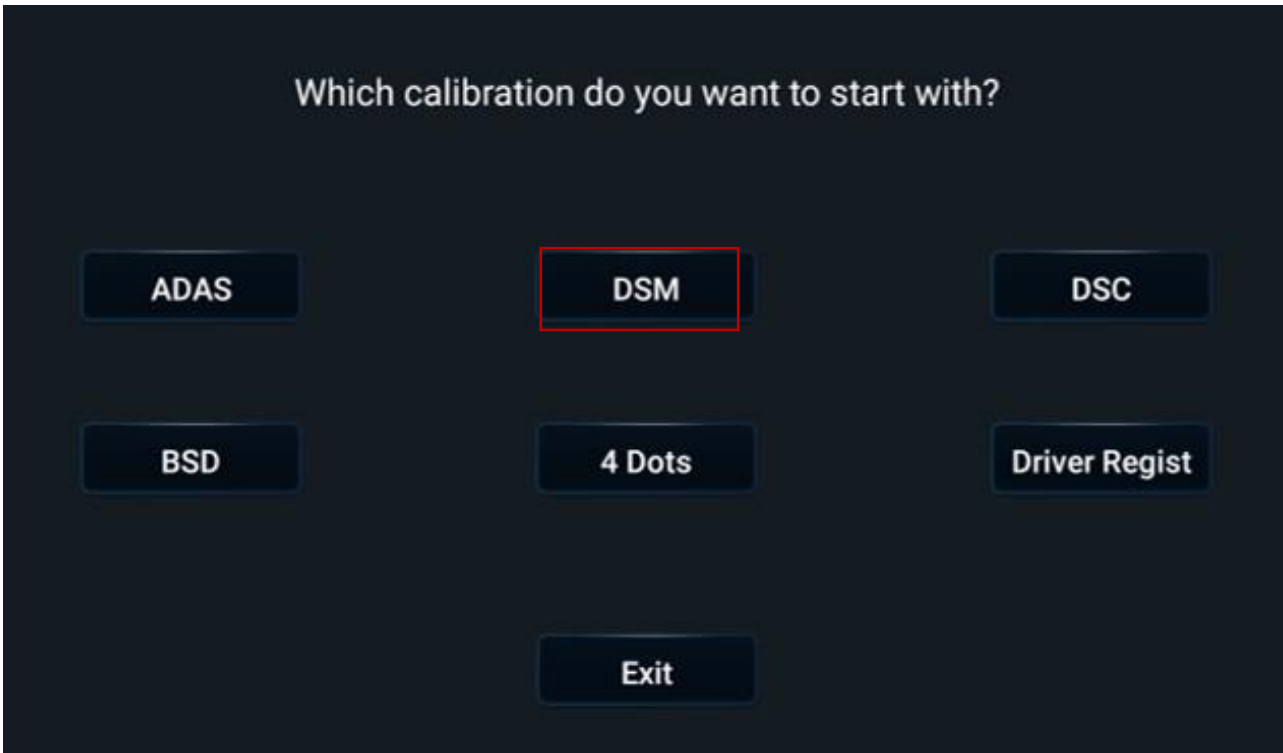 Which calibration do you want to start with?
ADAS
DSM
DSC
BSD
4 Dots
Driver Regist
Exit